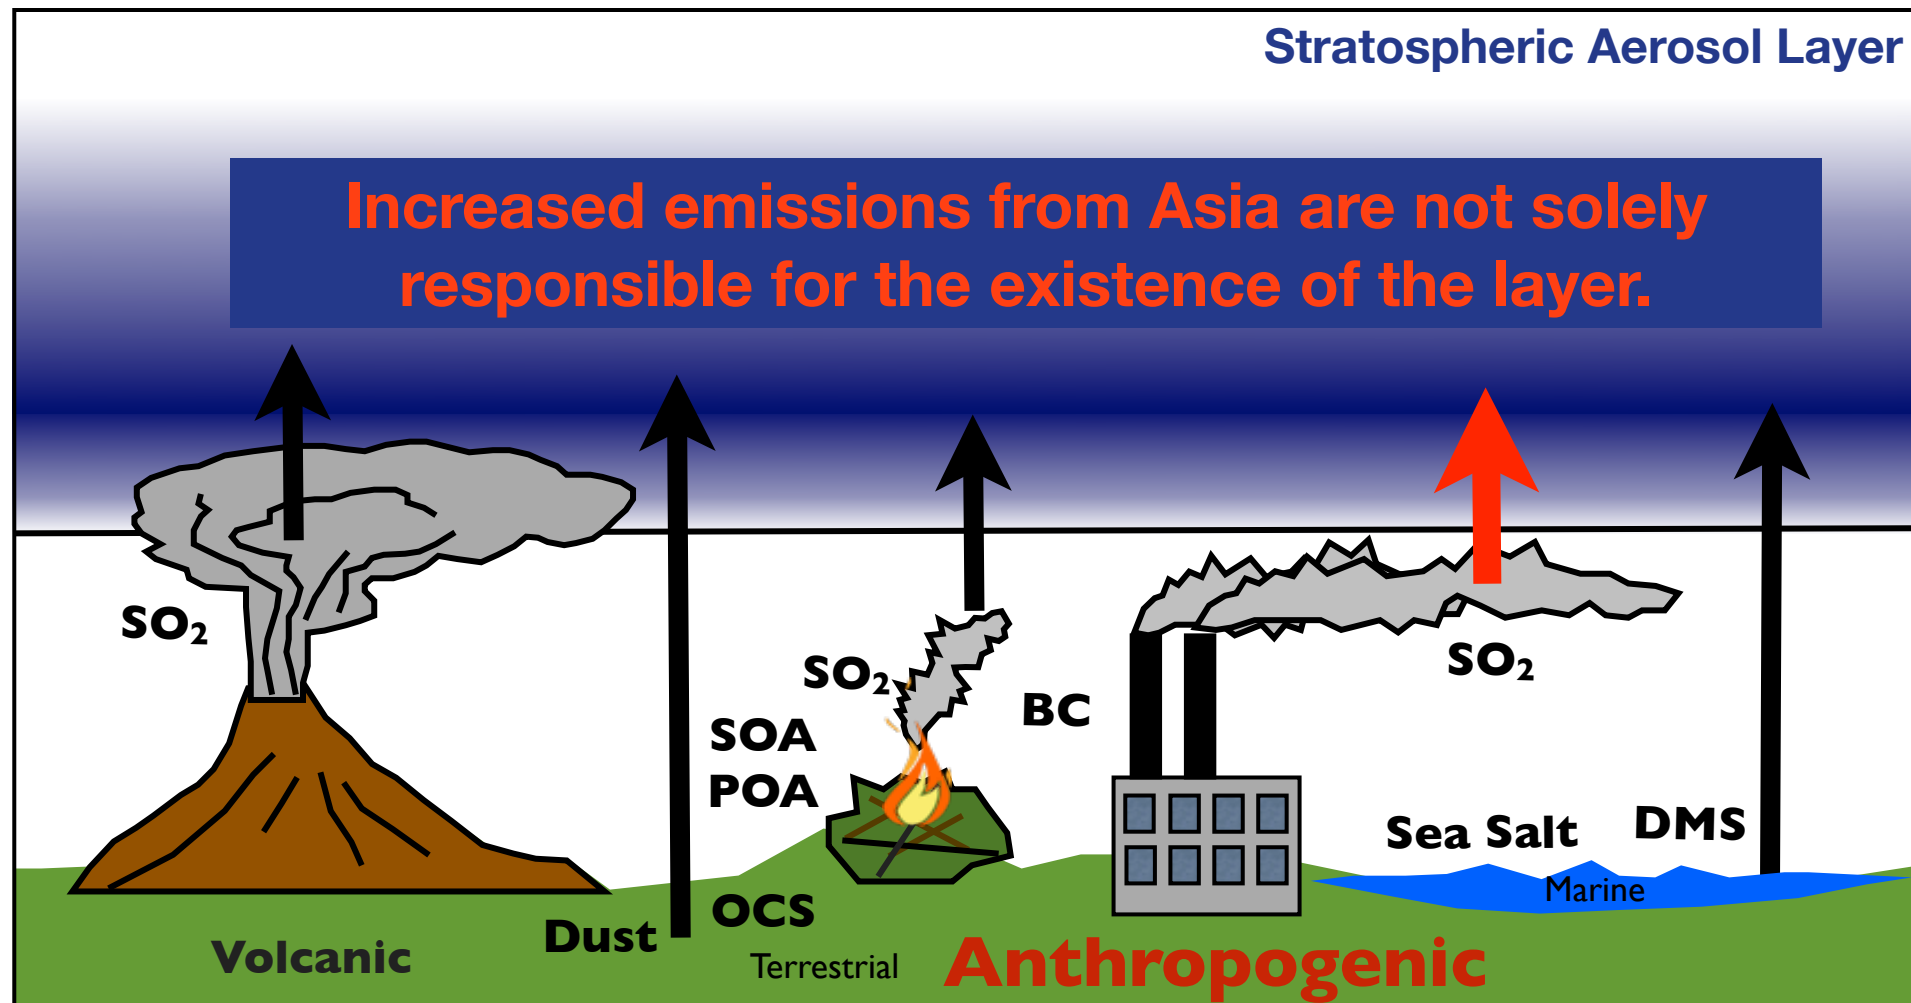 Stratospheric Aerosol Layer
Increased emissions from Asia are not solely
responsible for the existence of the layer.
SO₂
SO₂
SO₂
BC
SOA
POA
Sea Salt
DMS
Marine
OCS
Dust
Volcanic
Terrestrial
Anthropogenic